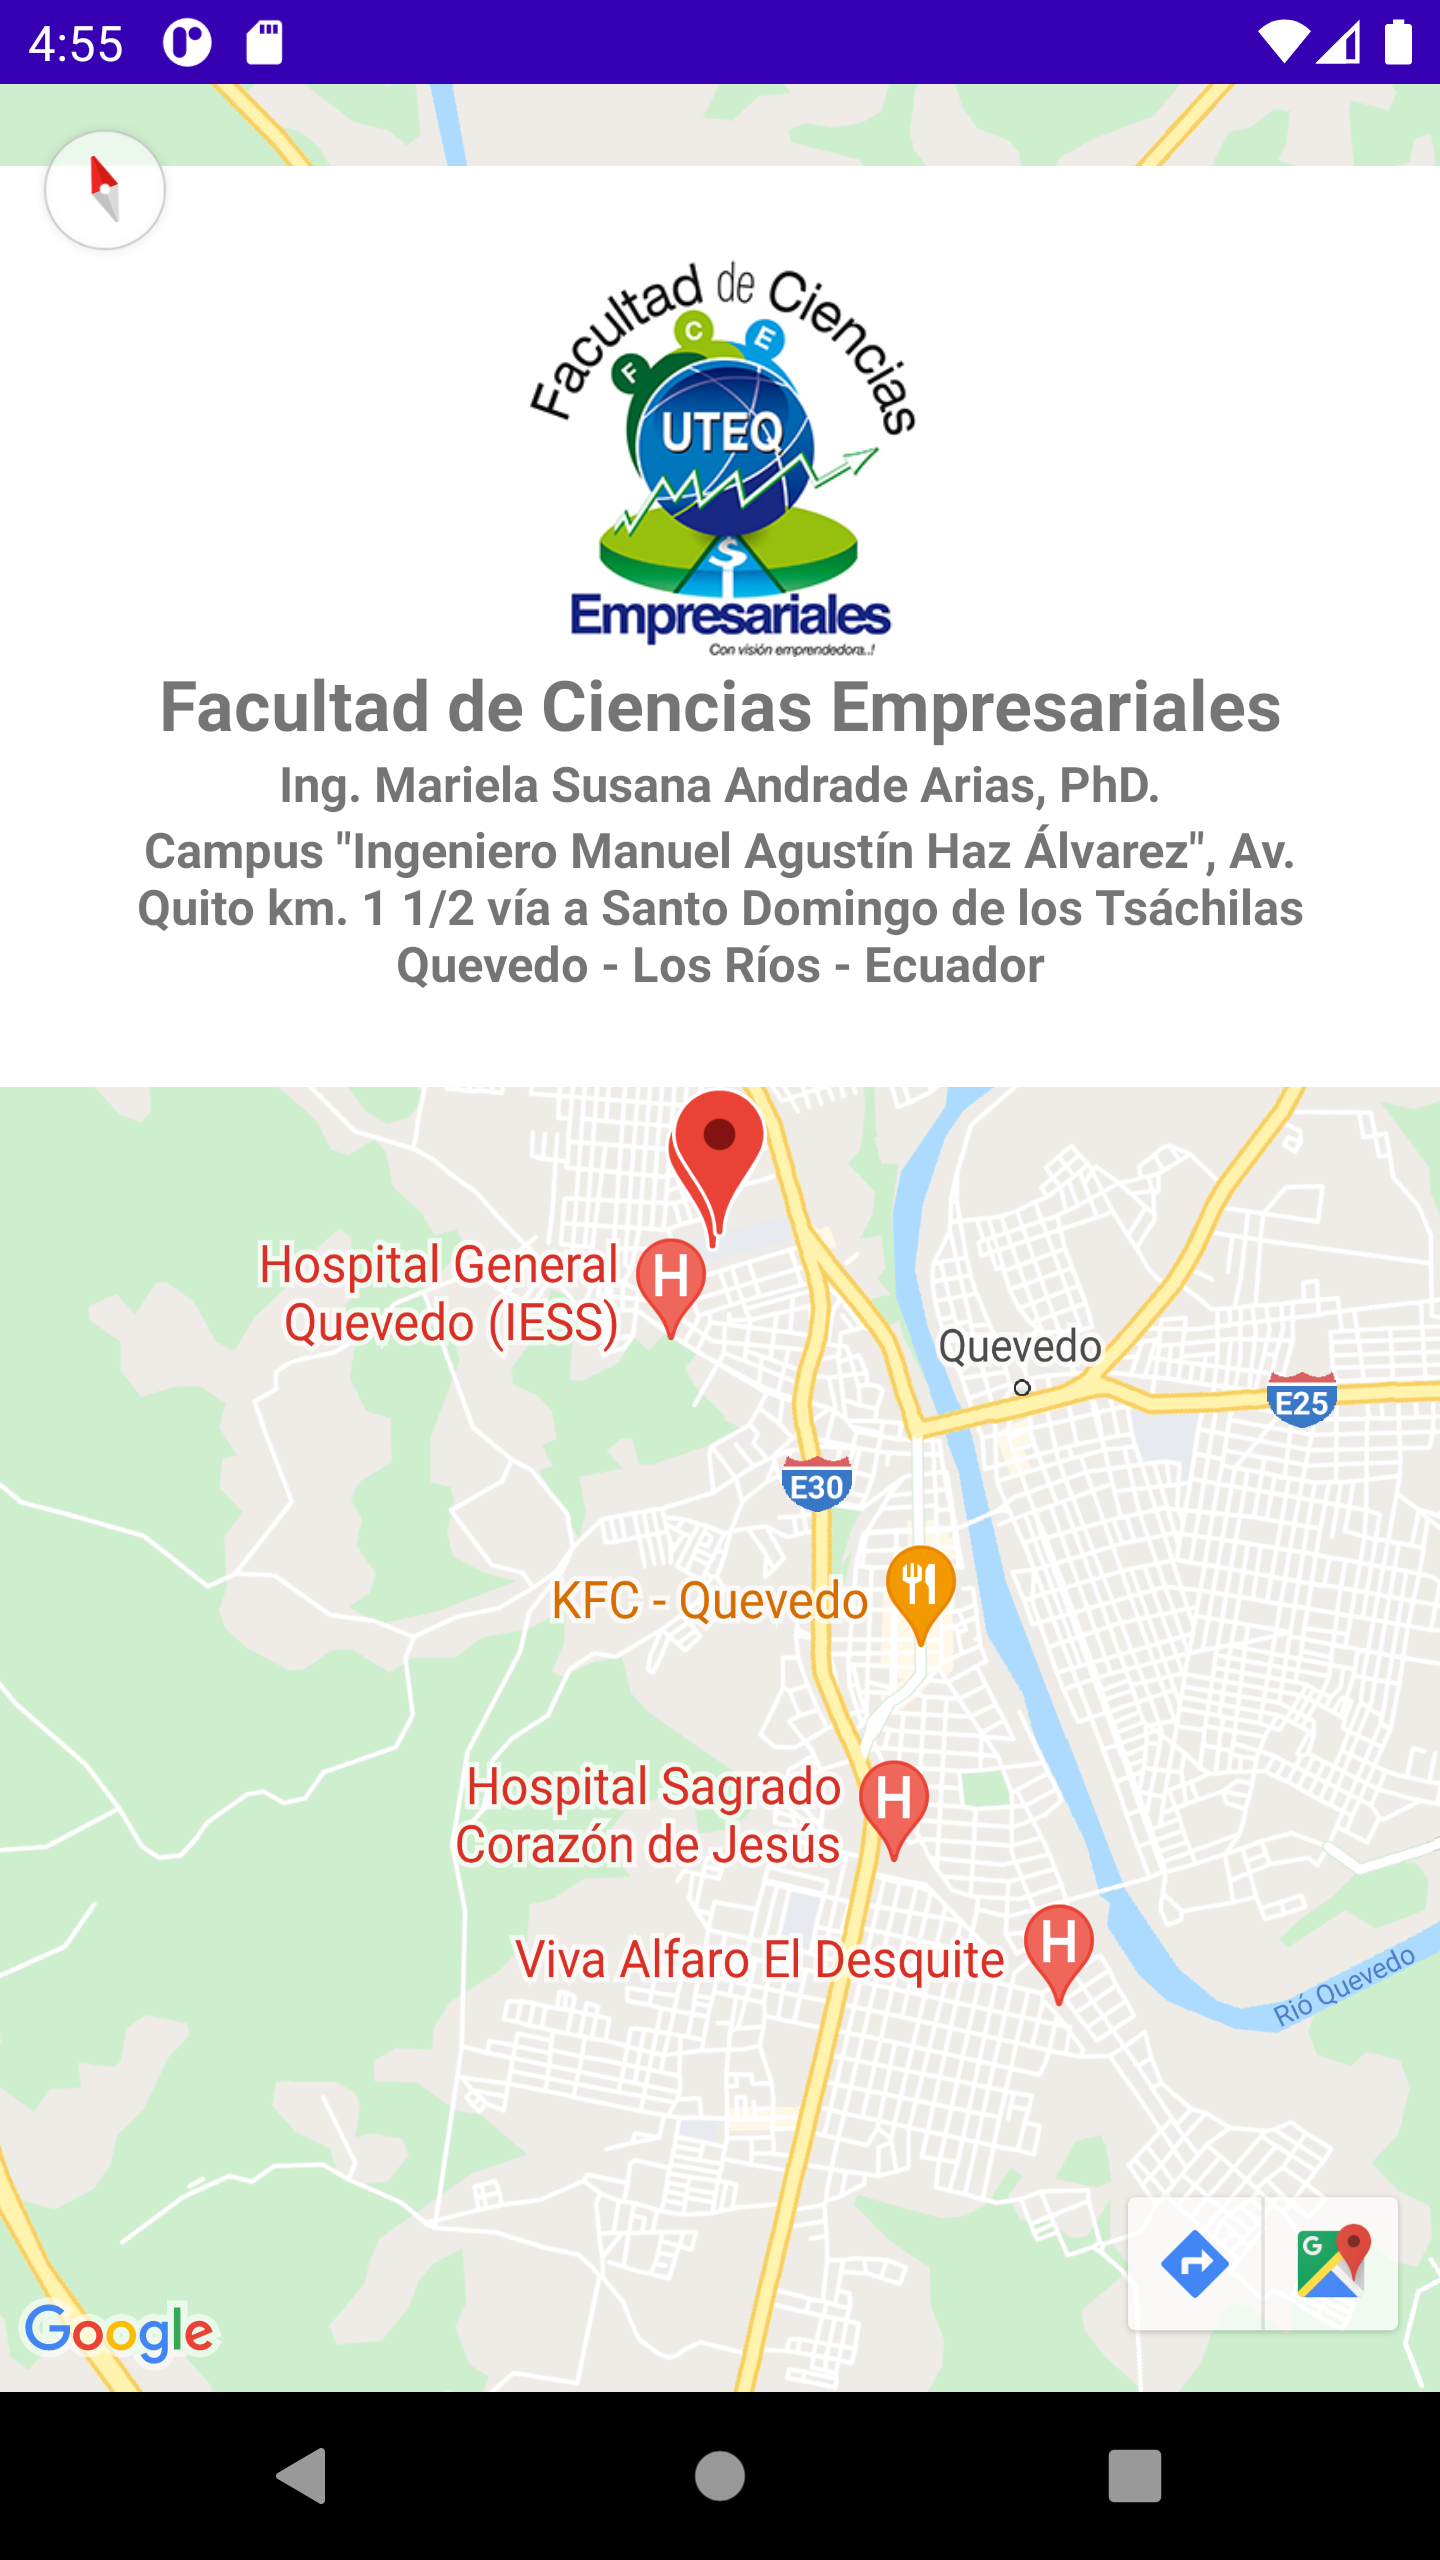 4:55
Facultad de Ciencias
F C E
UTEQ
$
Empresariales
Con visión emprendedora..!
Facultad de Ciencias Empresariales
Ing. Mariela Susana Andrade Arias, PhD.
Campus "Ingeniero Manuel Agustín Haz Álvarez", Av.
Quito km. 1 1/2 vía a Santo Domingo de los Tsáchilas
Quevedo - Los Ríos - Ecuador
Hospital General
Quevedo (IESS)
H
Quevedo
E25
E30
KFC - Quevedo
Hospital Sagrado
Corazón de Jesús
H
Viva Alfaro El Desquite
H
Rió Quevedo
G
Google